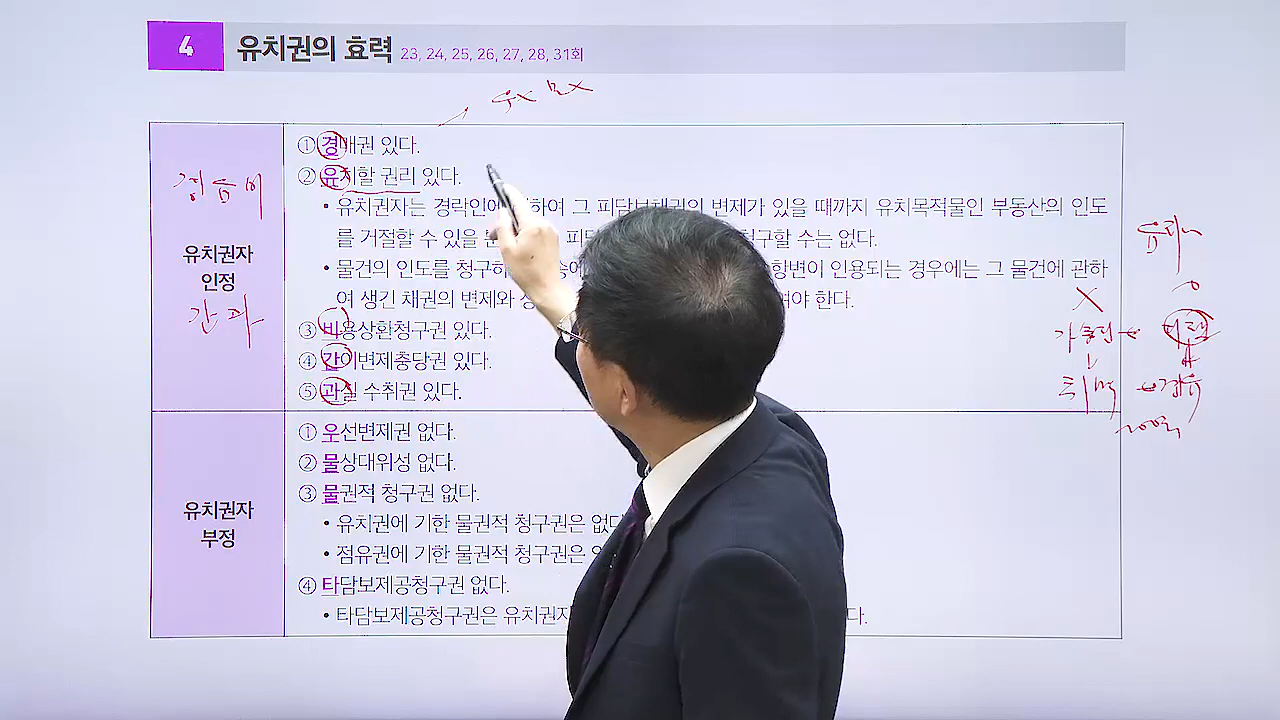 4 유치권의 효력 23, 24, 25, 26, 27, 28, 31회
우X 물X
① 경매권 있다.
② 유치할 권리 있다.
• 유치권자는 경락인에 하여 그 피담보채권의 변제가 있을 때까지 유치목적물인 부동산의 인도
를 거절할 수 있을 청구할 수는 없다.
• 물건의 인도를 청구하 항변이 인용되는 경우에는 그 물건에 관하
여 생긴 채권의 변제와 여야 한다.
③ 비용상환청구권 있다.
④ 간이변제충당권 있다.
⑤ 과실 수취권 있다.
경유비
유치권자
인정
간과
X
① 우선변제권 없다.
② 물상대위성 없다.
③ 물권적 청구권 없다.
• 유치권에 기한 물권적 청구권은 없다
• 점유권에 기한 물권적 청구권은
④ 타담보제공청구권 없다.
• 타담보제공청구권은 유치권자 다.
유치권자
부정